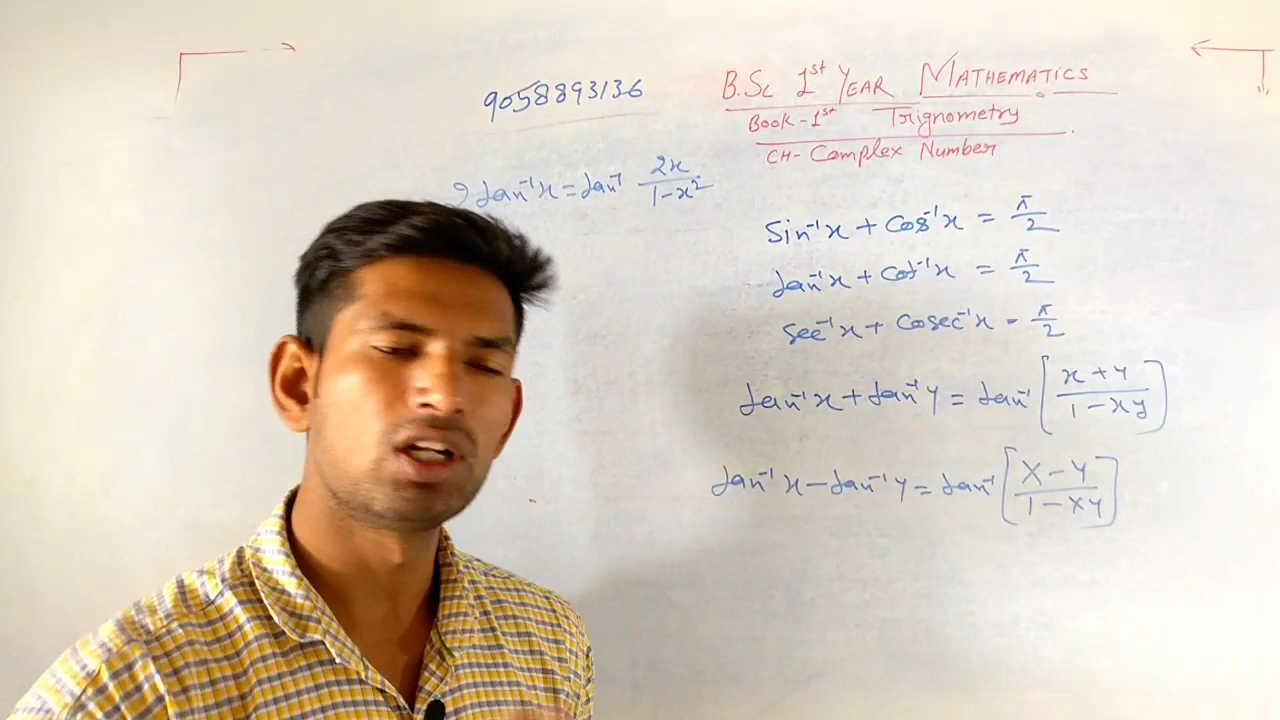 9058893136
B.Sc 1st YEAR MATHEMATICS
Book - 1st Trignometry
CH- Complex Number
2 tan⁻¹x = tan⁻¹ 2x/1-x²
Sin⁻¹x + Cos⁻¹x = π/2
tan⁻¹x + Cot⁻¹x = π/2
See⁻¹x + Cosec⁻¹x = π/2
tan⁻¹x + tan⁻¹y = tan⁻¹ [x+y/1-xy]
tan⁻¹x - tan⁻¹y = tan⁻¹ [x-y/1-xy]